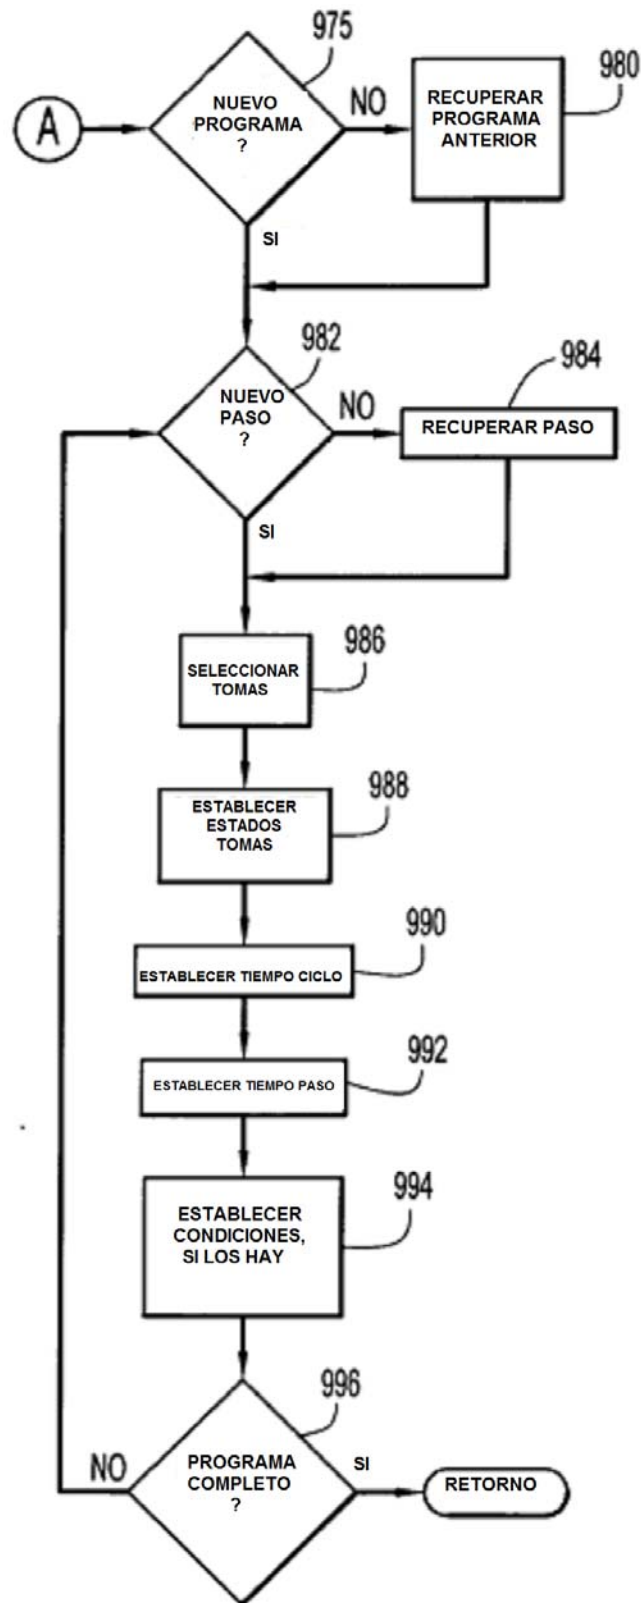 975
980
A
NUEVO
PROGRAMA
?
NO
RECUPERAR
PROGRAMA
ANTERIOR
SI
982
984
NUEVO
PASO
?
NO
RECUPERAR PASO
SI
986
SELECCIONAR
TOMAS
988
ESTABLECER
ESTADOS
TOMAS
990
ESTABLECER TIEMPO CICLO
992
ESTABLECER TIEMPO PASO
994
ESTABLECER
CONDICIONES,
SI LOS HAY
996
NO
PROGRAMA
COMPLETO
?
SI
RETORNO